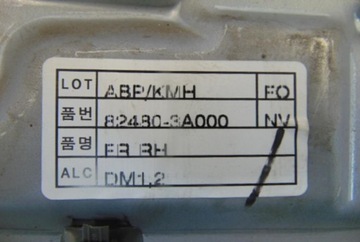 LOT ABP/KMH EO
품번 82480-3A000 NV
품명 FR RH
ALC DM1,2